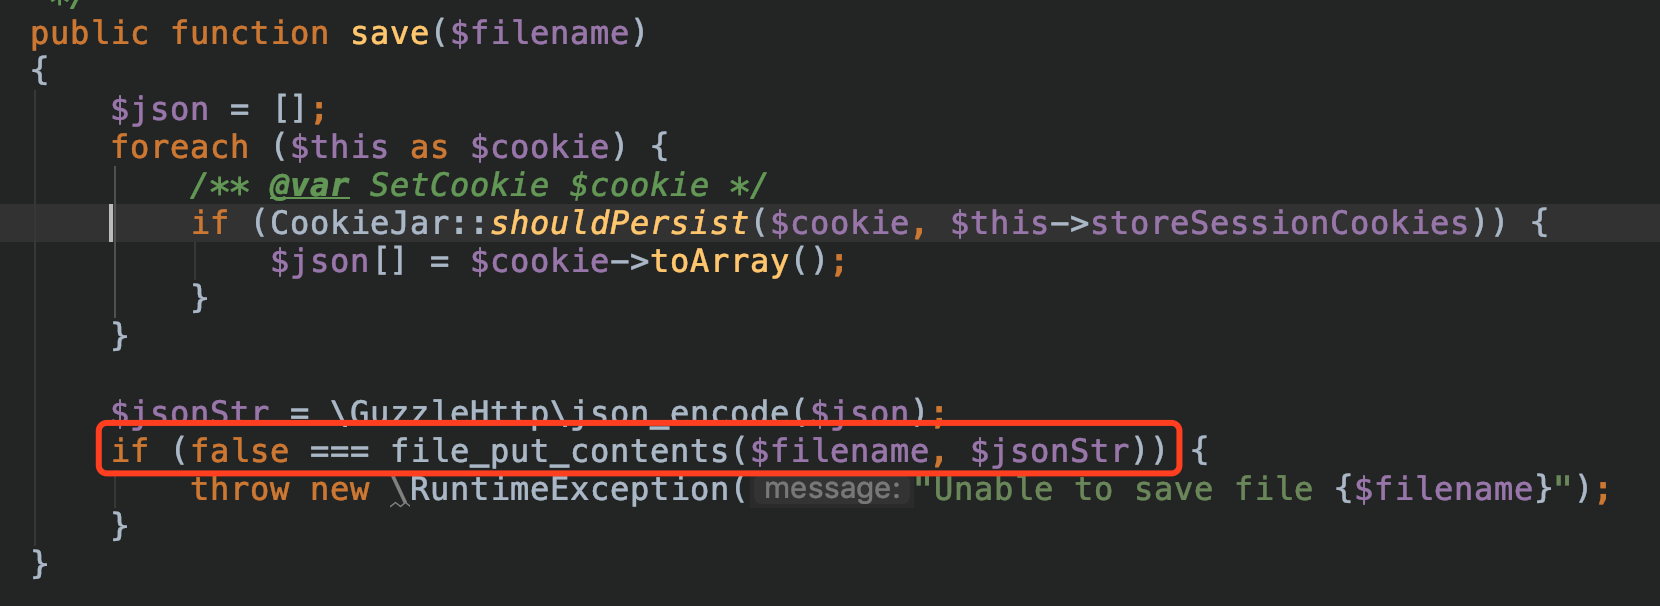 */
public function save($filename)
{
$json = [];
foreach ($this as $cookie) {
/** @var SetCookie $cookie */
if (CookieJar::shouldPersist($cookie, $this->storeSessionCookies)) {
$json[] = $cookie->toArray();
}
}
$jsonStr = \GuzzleHttp\json_encode($json);
if (false === file_put_contents($filename, $jsonStr)) {
throw new \RuntimeException( message: "Unable to save file {$filename}");
}
}